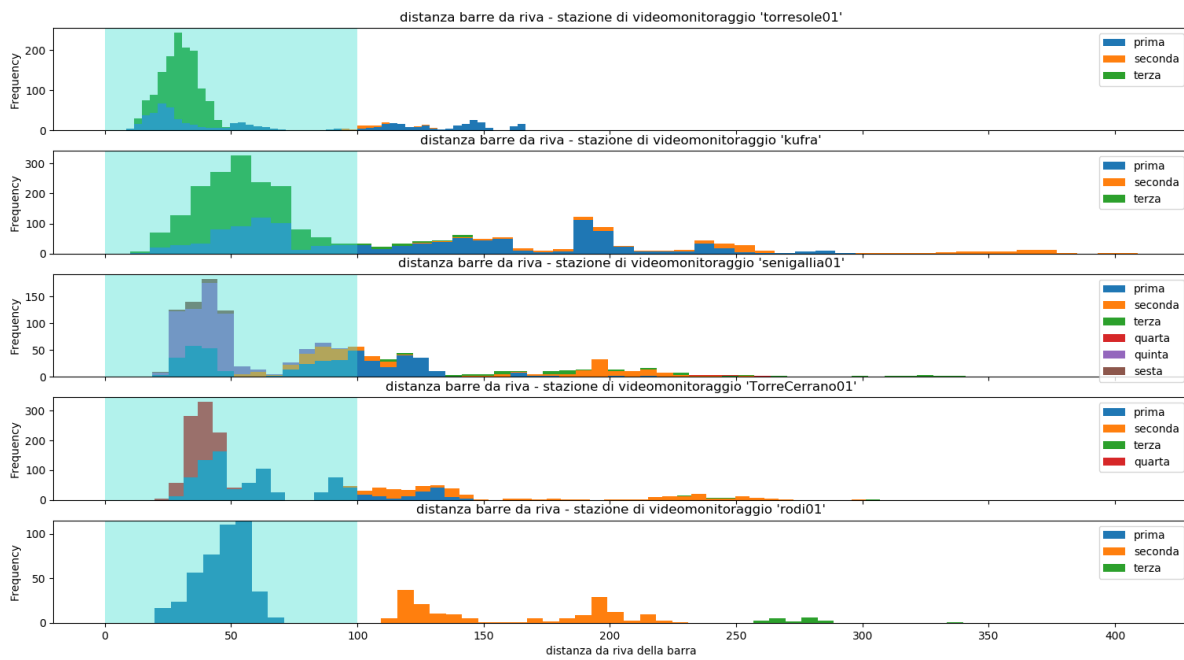 distanza barre da riva - stazione di videomonitoraggio 'torresole01'
Frequency
200
100
0
prima
seconda
terza
distanza barre da riva - stazione di videomonitoraggio 'kufra'
Frequency
300
200
100
0
prima
seconda
terza
distanza barre da riva - stazione di videomonitoraggio 'senigallia01'
Frequency
150
100
50
0
prima
seconda
terza
quarta
quinta
sesta
distanza barre da riva - stazione di videomonitoraggio 'TorreCerrano01'
Frequency
300
200
100
0
prima
seconda
terza
quarta
distanza barre da riva - stazione di videomonitoraggio 'rodi01'
Frequency
100
50
0
prima
seconda
terza
0 50 100 150 200 250 300 350 400
distanza da riva della barra